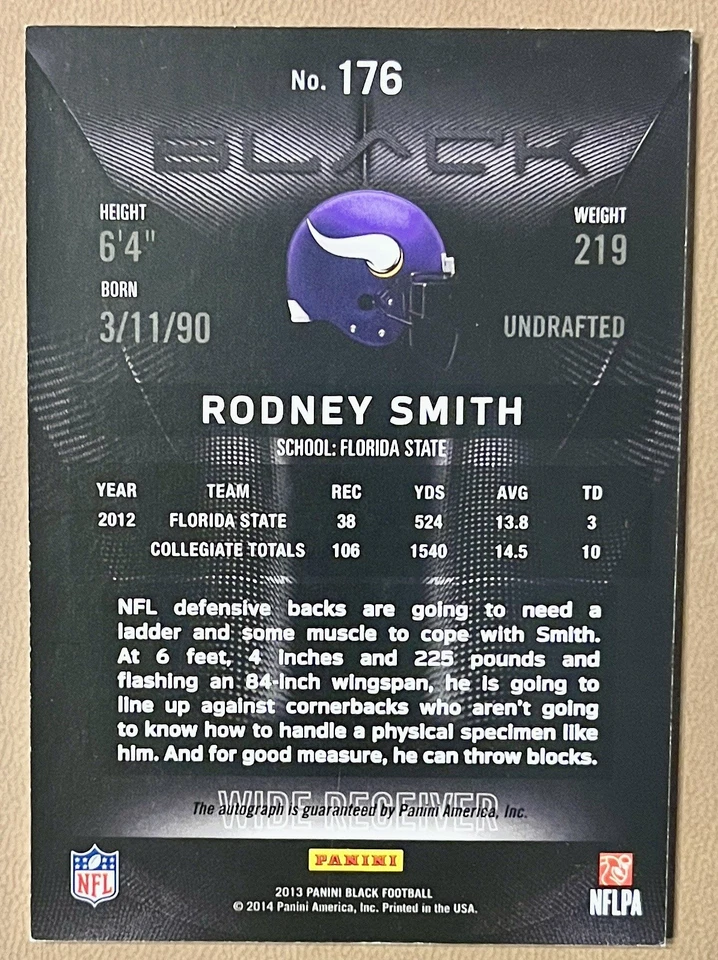 No. 176
BLACK
HEIGHT
6'4"
WEIGHT
219
BORN
3/11/90
UNDRAFTED
RODNEY SMITH
SCHOOL: FLORIDA STATE
YEAR TEAM REC YDS AVG TD
2012 FLORIDA STATE 38 524 13.8 3
COLLEGIATE TOTALS 106 1540 14.5 10
NFL defensive backs are going to need a
ladder and some muscle to cope with Smith.
At 6 feet, 4 inches and 225 pounds and
flashing an 84-inch wingspan, he is going to
line up against cornerbacks who aren't going
to know how to handle a physical specimen like
him. And for good measure, he can throw blocks.
WIDE RECEIVER
The autograph is guaranteed by Panini America, Inc.
NFL
PANINI
2013 PANINI BLACK FOOTBALL
© 2014 Panini America, Inc. Printed in the USA.
NFLPA